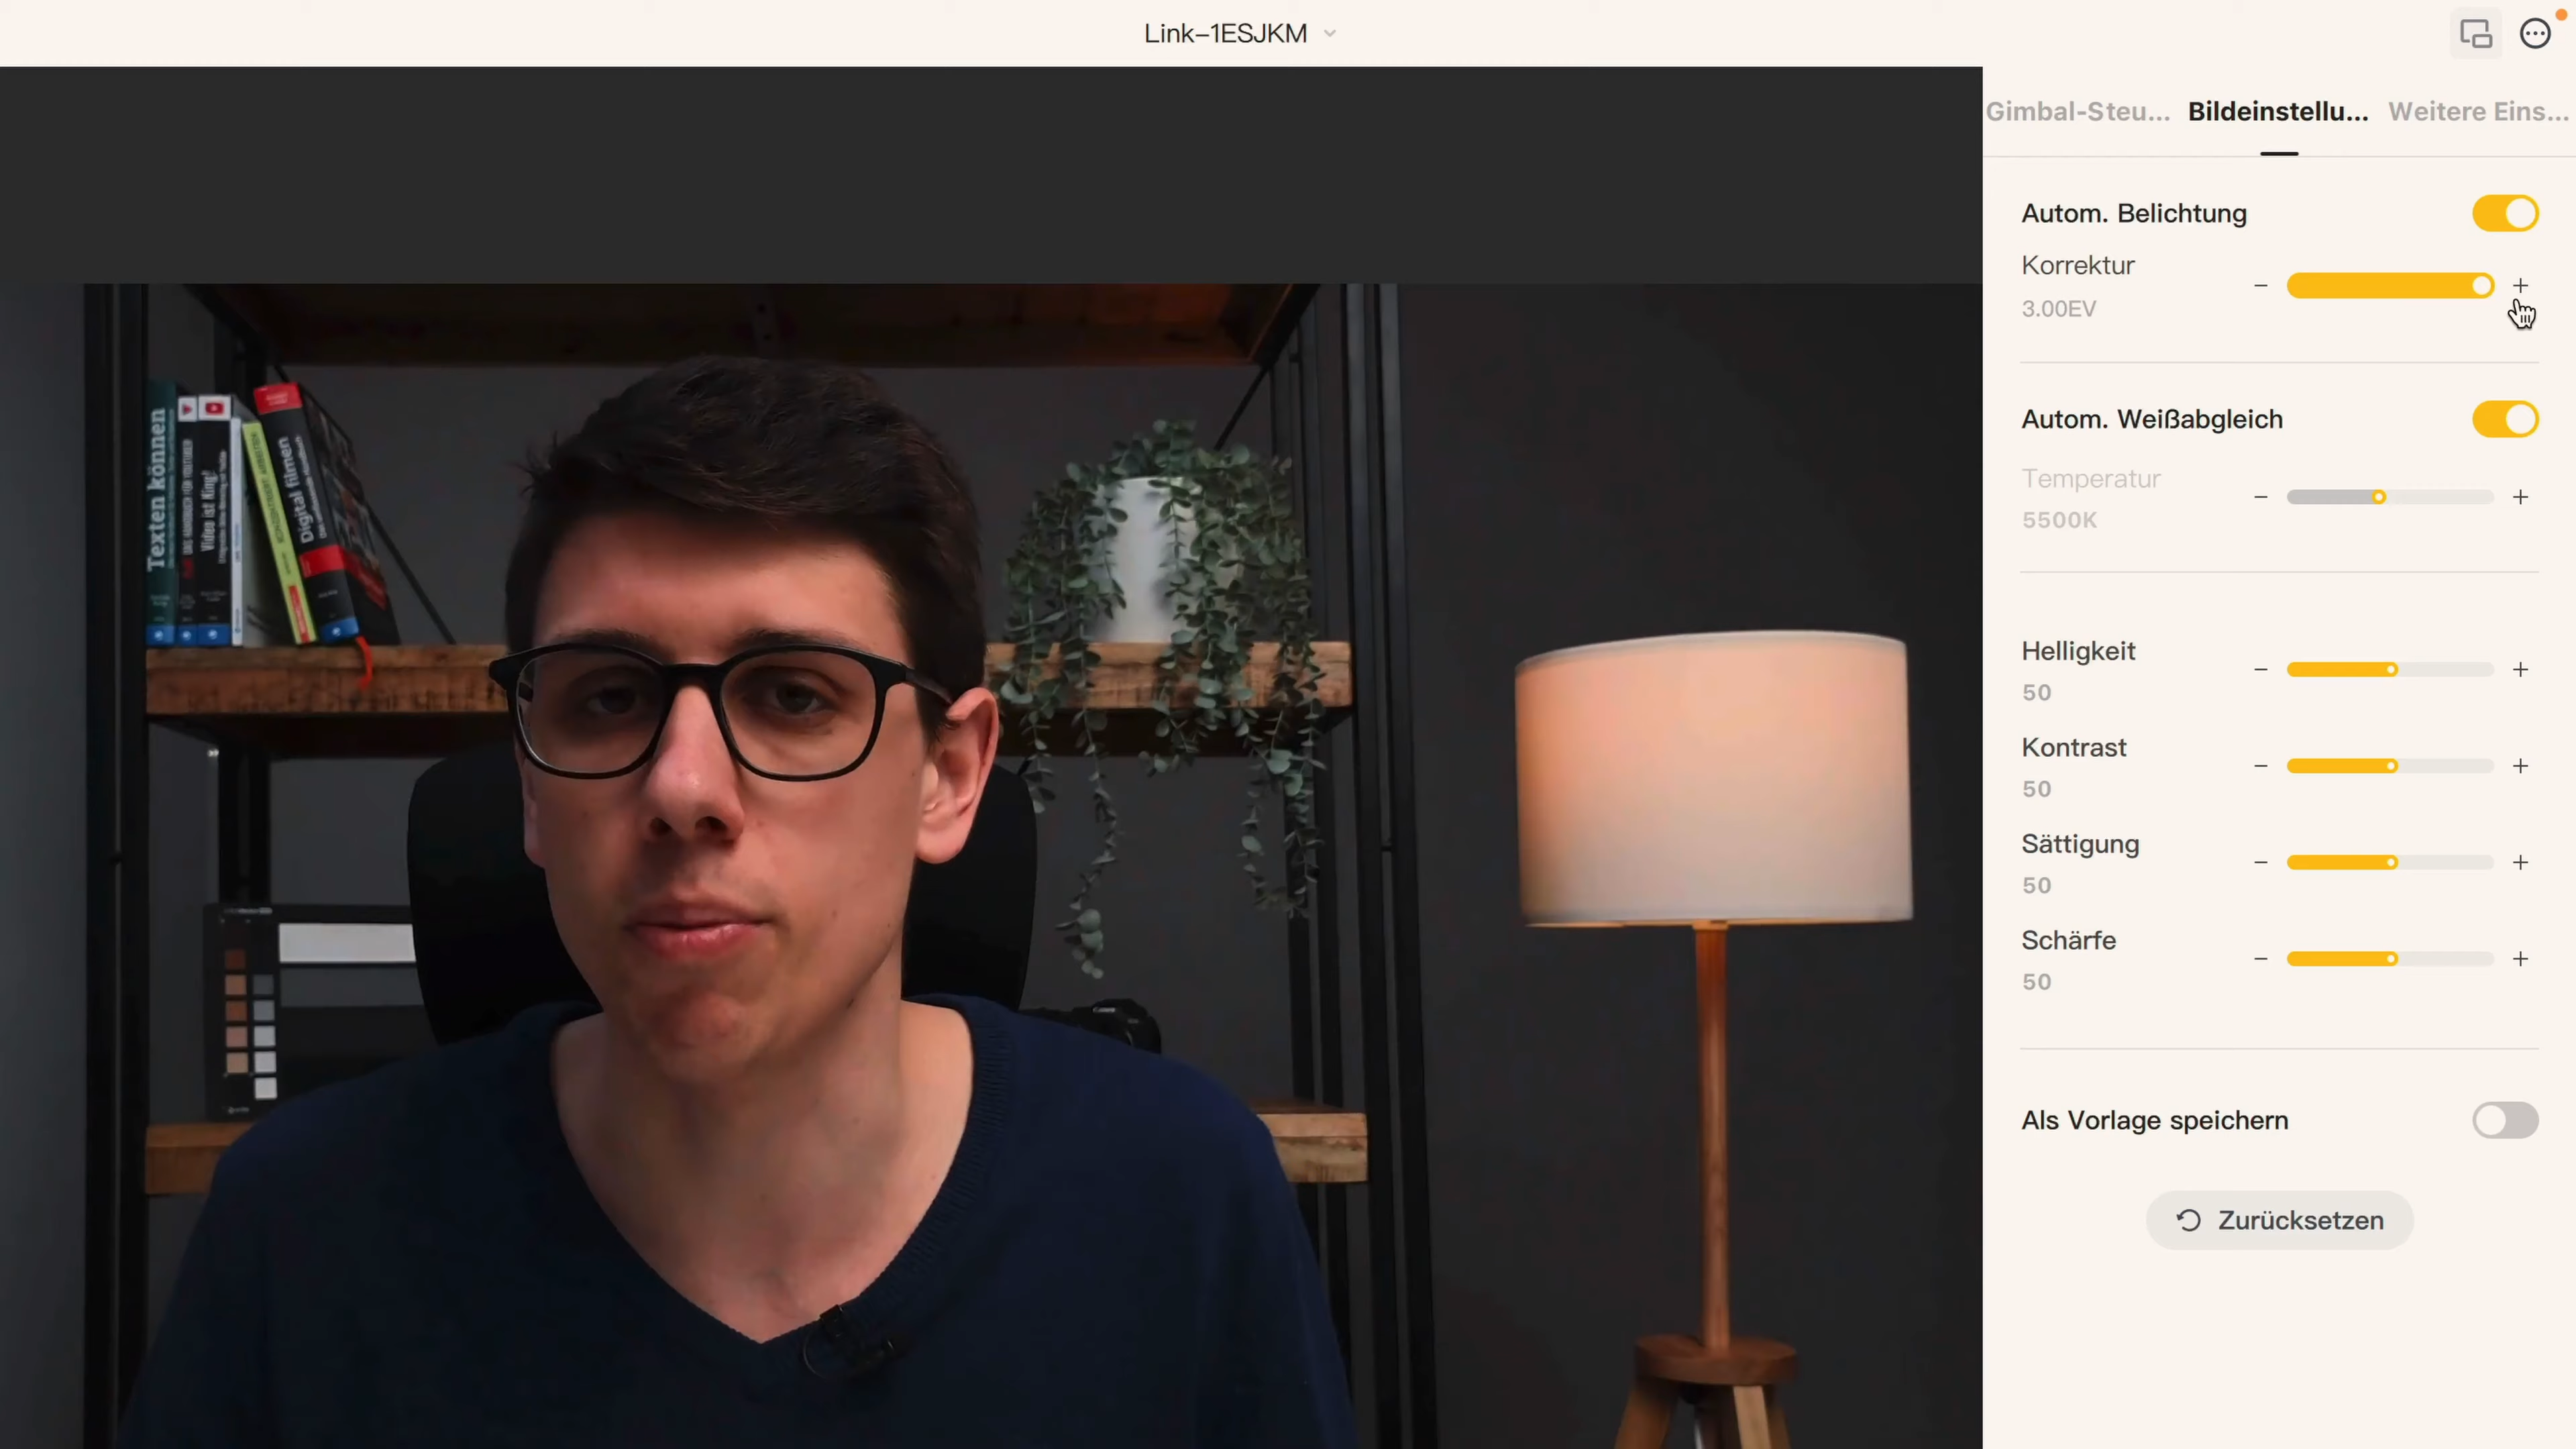 Link-1ESJKM
Gimbal-Steu...
Bildeinstellu...
Weitere Eins...
Autom. Belichtung
Korrektur
3.00EV
Autom. Weißabgleich
Temperatur
5500K
Helligkeit
50
Kontrast
50
Sättigung
50
Schärfe
50
Als Vorlage speichern
Zurücksetzen
Texten können
Video ist King!
Digital filmen
Canon